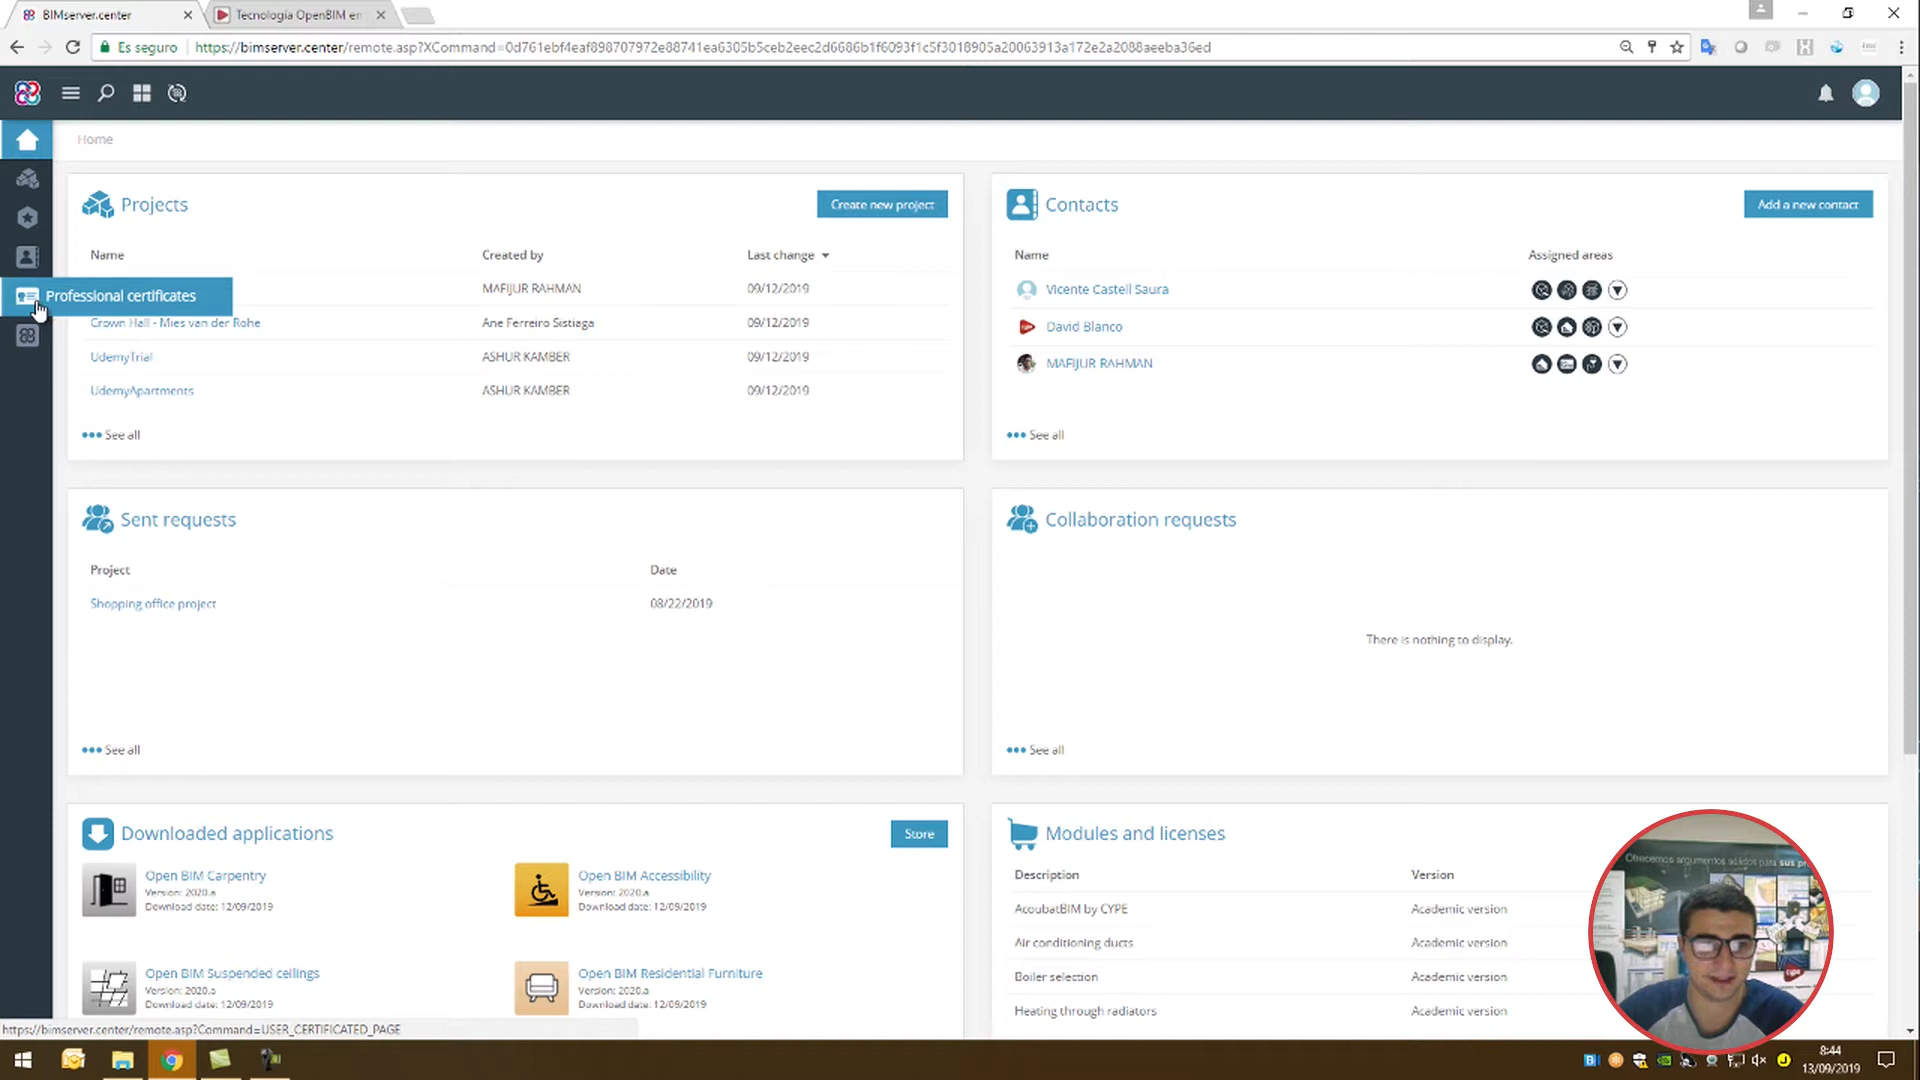 BIMserver.center
Tecnología OpenBIM en
Es seguro
https://bimserver.center/remote.asp?XCommand=0d761ebf4eaf898707972e88741ea6305b5ceb2eec2d6686b1f6093f1c5f3018905a20063913a172e2a2088aeeba36ed
Home
Projects
Create new project
Name
Created by
Last change
MAFIJUR RAHMAN
09/12/2019
Professional certificates
Crown Hall - Mies van der Rohe
Ane Ferreiro Sistiaga
09/12/2019
UdemyTrial
ASHUR KAMBER
09/12/2019
UdemyApartments
ASHUR KAMBER
09/12/2019
See all
Contacts
Add a new contact
Name
Assigned areas
Vicente Castell Saura
David Blanco
MAFIJUR RAHMAN
See all
Sent requests
Project
Date
Shopping office project
08/22/2019
See all
Collaboration requests
There is nothing to display.
See all
Downloaded applications
Store
Open BIM Carpentry
Version: 2020.a
Download date: 12/09/2019
Open BIM Accessibility
Version: 2020.a
Download date: 12/09/2019
Open BIM Suspended ceilings
Version: 2020.a
Download date: 12/09/2019
Open BIM Residential Furniture
Version: 2020.a
Download date: 12/09/2019
Modules and licenses
Description
Version
AcoubatBIM by CYPE
Academic version
Air conditioning ducts
Academic version
Boiler selection
Academic version
Heating through radiators
Academic version
Ofrecemos argumentos sólidos para sus
https://bimserver.center/remote.asp?Command=USER_CERTIFICATED_PAGE
8:44
13/09/2019